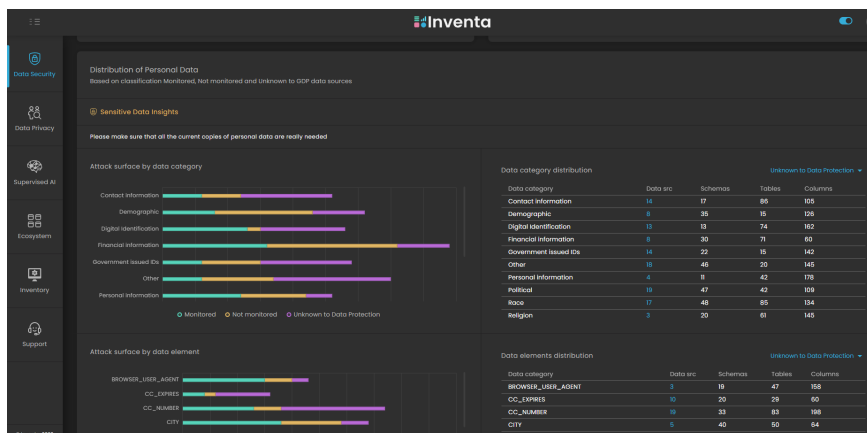 Inventa
Data Security
Data Privacy
Supervised AI
Ecosystem
Inventory
Support
Distribution of Personal Data
Based on classification Monitored, Not monitored and Unknown to GDP data sources
Sensitive Data Insights
Please make sure that all the current copies of personal data are really needed
Attack surface by data category
Contact information
Demographic
Digital Identification
Financial information
Government issued IDs
Other
Personal information
Monitored Not monitored Unknown to Data Protection
Data category distribution Unknown to Data Protection
Data category Data src Schemas Tables Columns
Contact information 14 17 86 105
Demographic 8 35 15 126
Digital Identification 13 13 74 162
Financial information 8 30 71 60
Government issued IDs 14 22 15 142
Other 18 46 20 145
Personal information 4 11 42 178
Political 19 47 42 109
Race 17 48 85 134
Religion 3 20 61 145
Attack surface by data element
BROWSER_USER_AGENT
CC_EXPIRES
CC_NUMBER
CITY
Data elements distribution Unknown to Data Protection
Data category Data src Schemas Tables Columns
BROWSER_USER_AGENT 3 19 47 158
CC_EXPIRES 10 20 29 60
CC_NUMBER 19 33 83 198
CITY 5 40 50 64